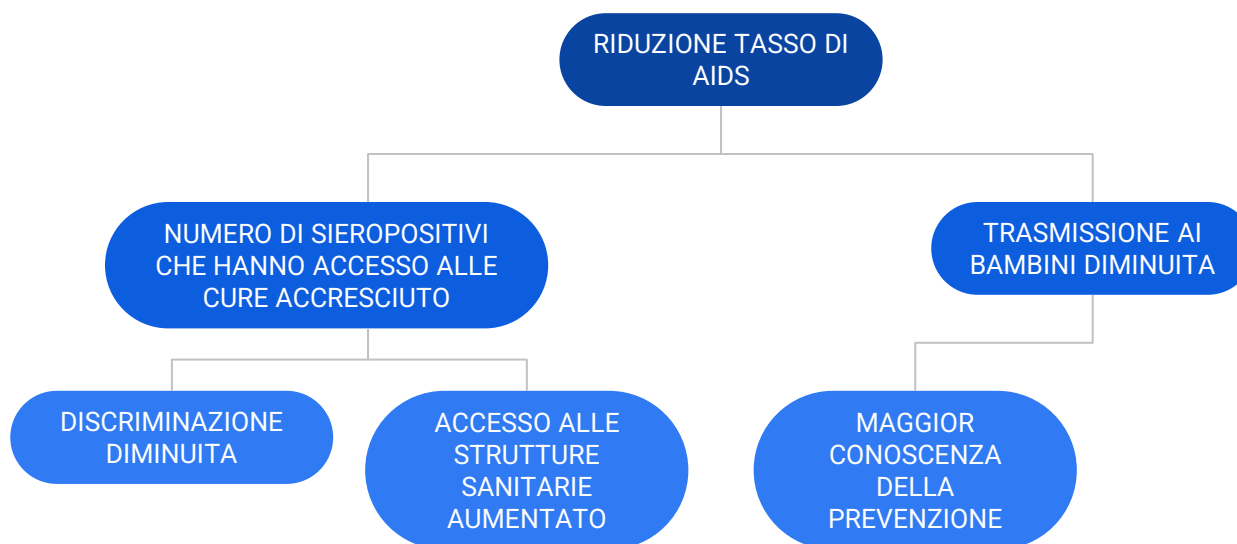 RIDUZIONE TASSO DI
AIDS
NUMERO DI SIEROPOSITIVI
CHE HANNO ACCESSO ALLE
CURE ACCRESCIUTO
TRASMISSIONE AI
BAMBINI DIMINUITA
DISCRIMINAZIONE
DIMINUITA
ACCESSO ALLE
STRUTTURE
SANITARIE
AUMENTATO
MAGGIOR
CONOSCENZA
DELLA
PREVENZIONE